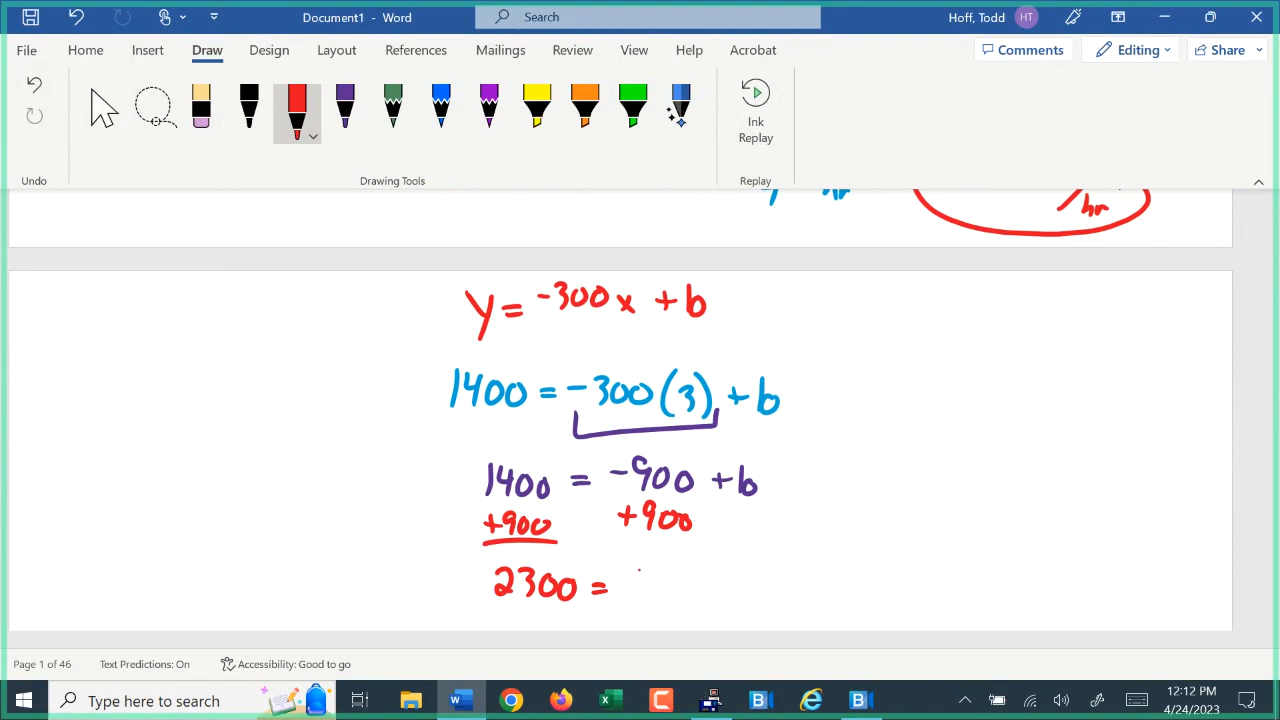 Document1 • Word
Search
Hoff, Todd
HT
File
Home
Insert
Draw
Design
Layout
References
Mailings
Review
View
Help
Acrobat
Comments
Editing
Share
Ink Replay
Undo
Drawing Tools
Replay
hr
y = -300x + b
1400 = -300(3) + b
1400 = -900 + b
+900 +900
2300 =
Page 1 of 46
Text Predictions: On
Accessibility: Good to go
Type here to search
12:12 PM
4/24/2023